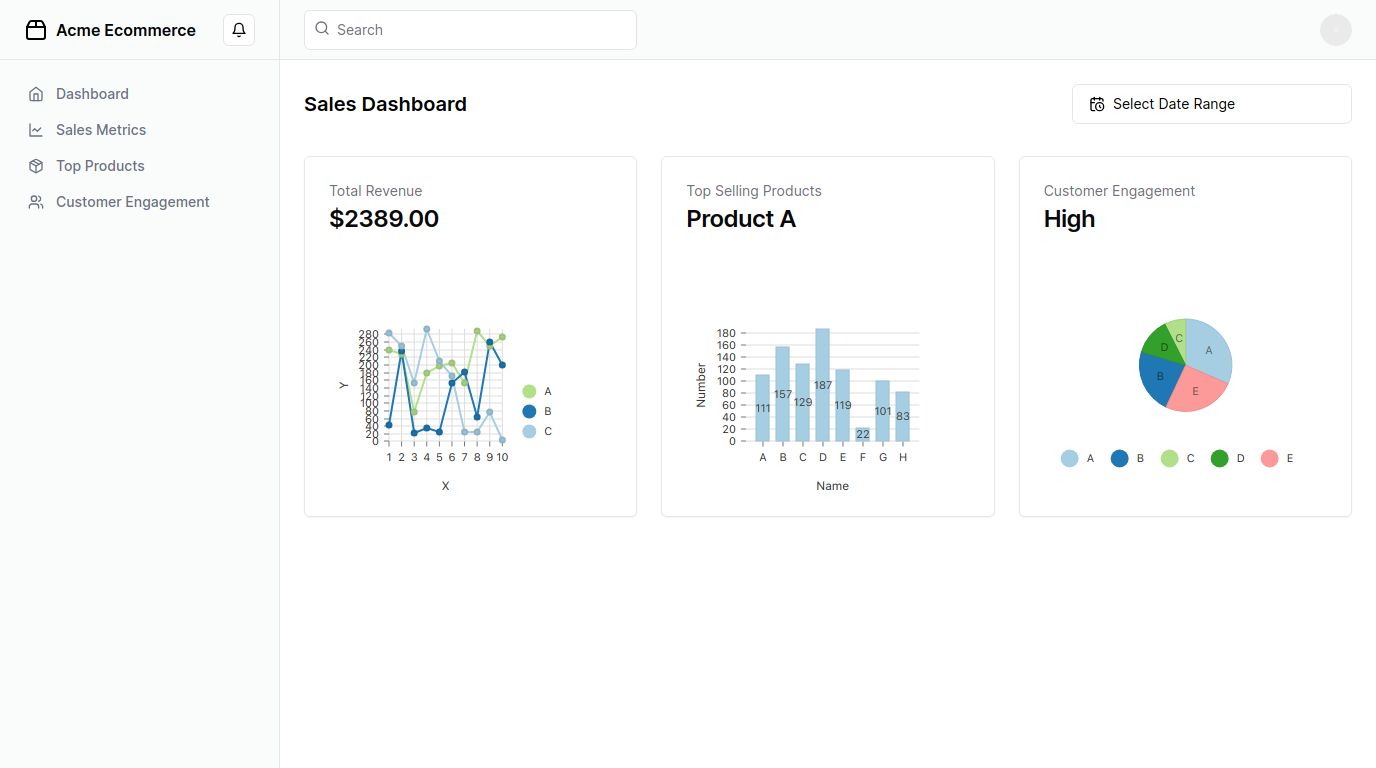 Acme Ecommerce
Search
Dashboard
Sales Metrics
Top Products
Customer Engagement
Sales Dashboard
Select Date Range
Total Revenue
$2389.00
280
260
240
220
200
180
160
140
120
100
80
60
40
20
0
Y
1 2 3 4 5 6 7 8 9 10
X
A
B
C
Top Selling Products
Product A
180
160
140
120
100
80
60
40
20
0
Number
111 157 129 187 119 22 101 83
A B C D E F G H
Name
Customer Engagement
High
C
D A
B E
A B C D E